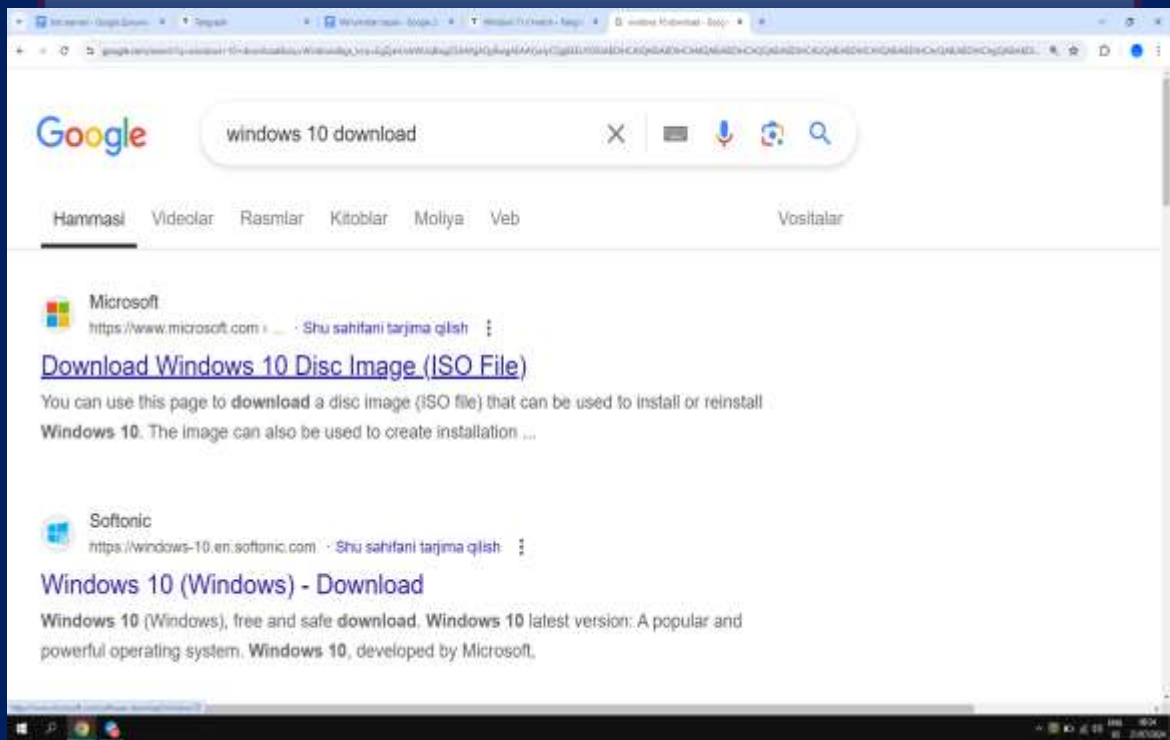 Google
windows 10 download
Hammasi Videolar Rasmlar Kitoblar Moliya Veb Vositalar
Microsoft
https://www.microsoft.com › ... · Shu sahifani tarjima qilish
Download Windows 10 Disc Image (ISO File)
You can use this page to download a disc image (ISO file) that can be used to install or reinstall
Windows 10. The image can also be used to create installation ...
Softonic
https://windows-10.en.softonic.com · Shu sahifani tarjima qilish
Windows 10 (Windows) - Download
Windows 10 (Windows), free and safe download. Windows 10 latest version: A popular and
powerful operating system. Windows 10, developed by Microsoft,